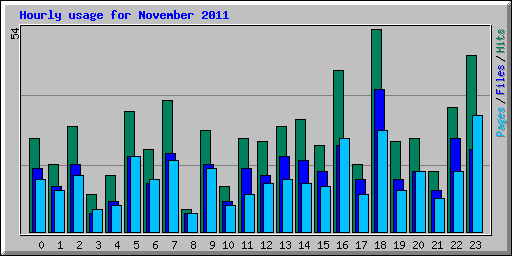 Hourly usage for November 2011
54
Pages / Files / Hits
0 1 2 3 4 5 6 7 8 9 10 11 12 13 14 15 16 17 18 19 20 21 22 23